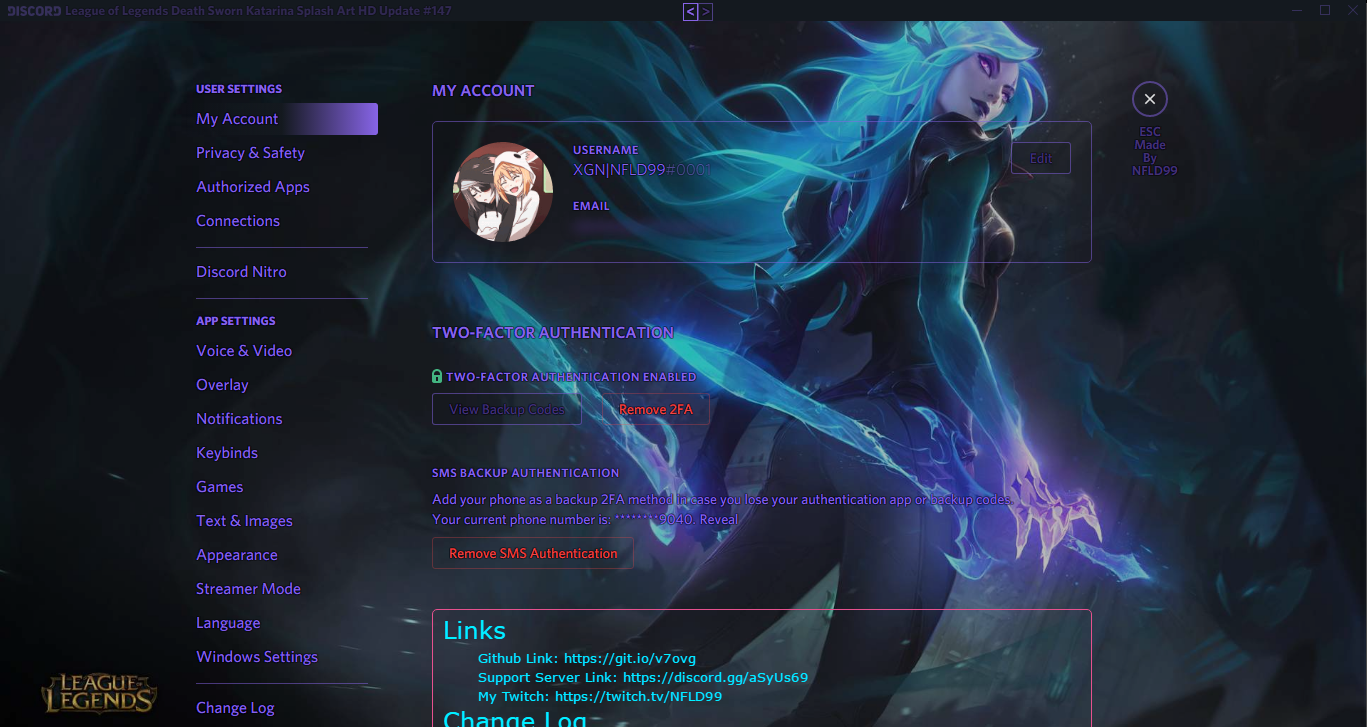 DISCORD League of Legends Death Sworn Katarina Splash Art HD Update #147
<>
USER SETTINGS
My Account
Privacy & Safety
Authorized Apps
Connections
Discord Nitro
APP SETTINGS
Voice & Video
Overlay
Notifications
Keybinds
Games
Text & Images
Appearance
Streamer Mode
Language
Windows Settings
Change Log
LEAGUE OF
LEGENDS
MY ACCOUNT
USERNAME
XGN|NFLD99#0001
EMAIL
Edit
ESC
Made
By
NFLD99
TWO-FACTOR AUTHENTICATION
TWO-FACTOR AUTHENTICATION ENABLED
View Backup Codes
Remove 2FA
SMS BACKUP AUTHENTICATION
Add your phone as a backup 2FA method in case you lose your authentication app or backup codes.
Your current phone number is: ********9040. Reveal
Remove SMS Authentication
Links
Github Link: https://git.io/v7ovg
Support Server Link: https://discord.gg/aSyUs69
My Twitch: https://twitch.tv/NFLD99
Change Log